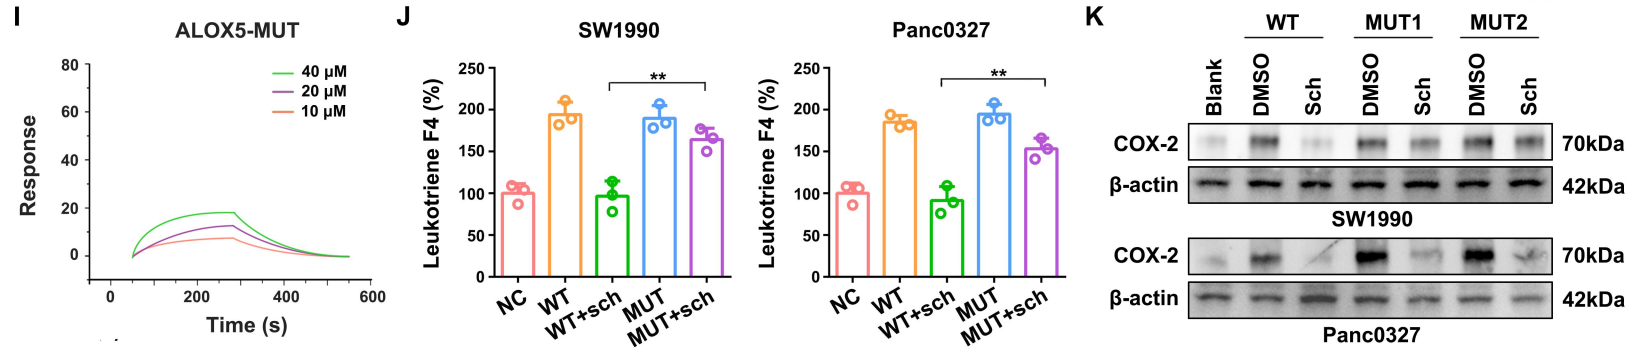 I
ALOX5-MUT
Response
80
60
40
20
0
40 μM
20 μM
10 μM
0
200
400
600
Time (s)
J
SW1990
Leukotriene F4 (%)
250
200
150
100
50
0
**
NC
WT
WT+sch
MUT
MUT+sch
Panc0327
Leukotriene F4 (%)
250
200
150
100
50
0
**
NC
WT
WT+sch
MUT
MUT+sch
K
WT MUT1 MUT2
Blank DMSO Sch DMSO Sch DMSO Sch
COX-2 70kDa
β-actin 42kDa
SW1990
COX-2 70kDa
β-actin 42kDa
Panc0327